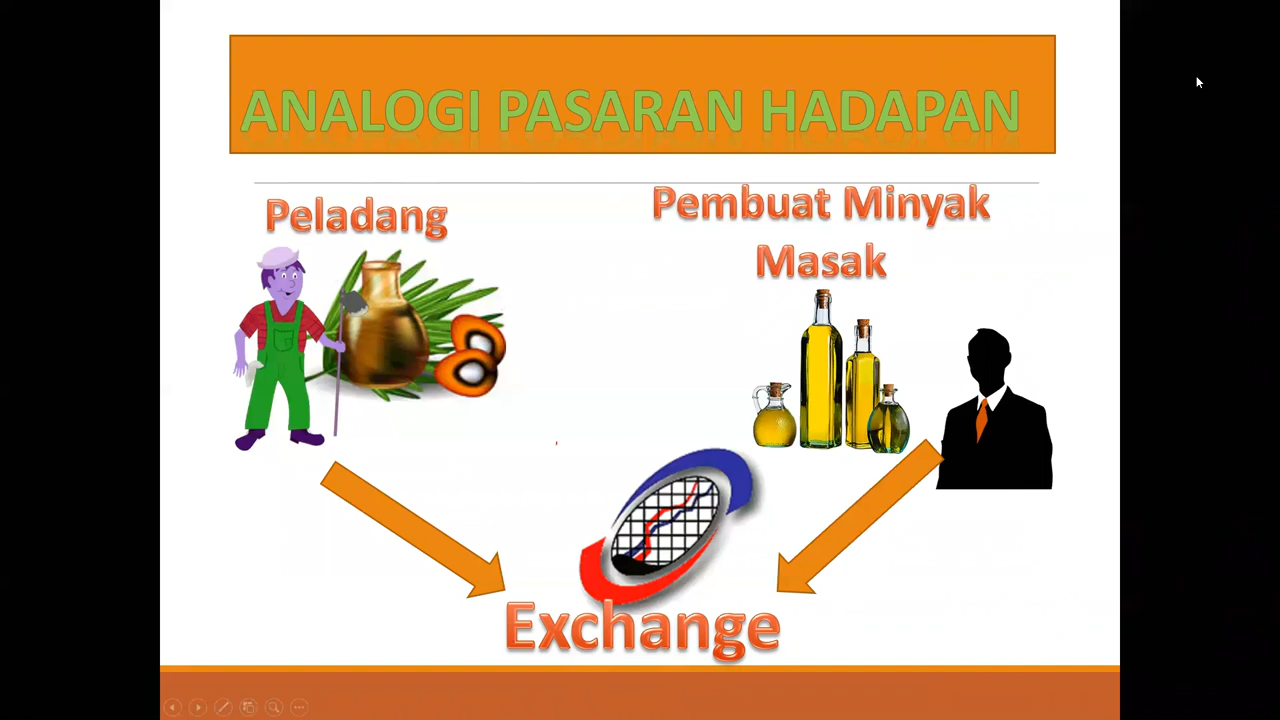 ANALOGI PASARAN HADAPAN
Peladang
Pembuat Minyak
Masak
Exchange